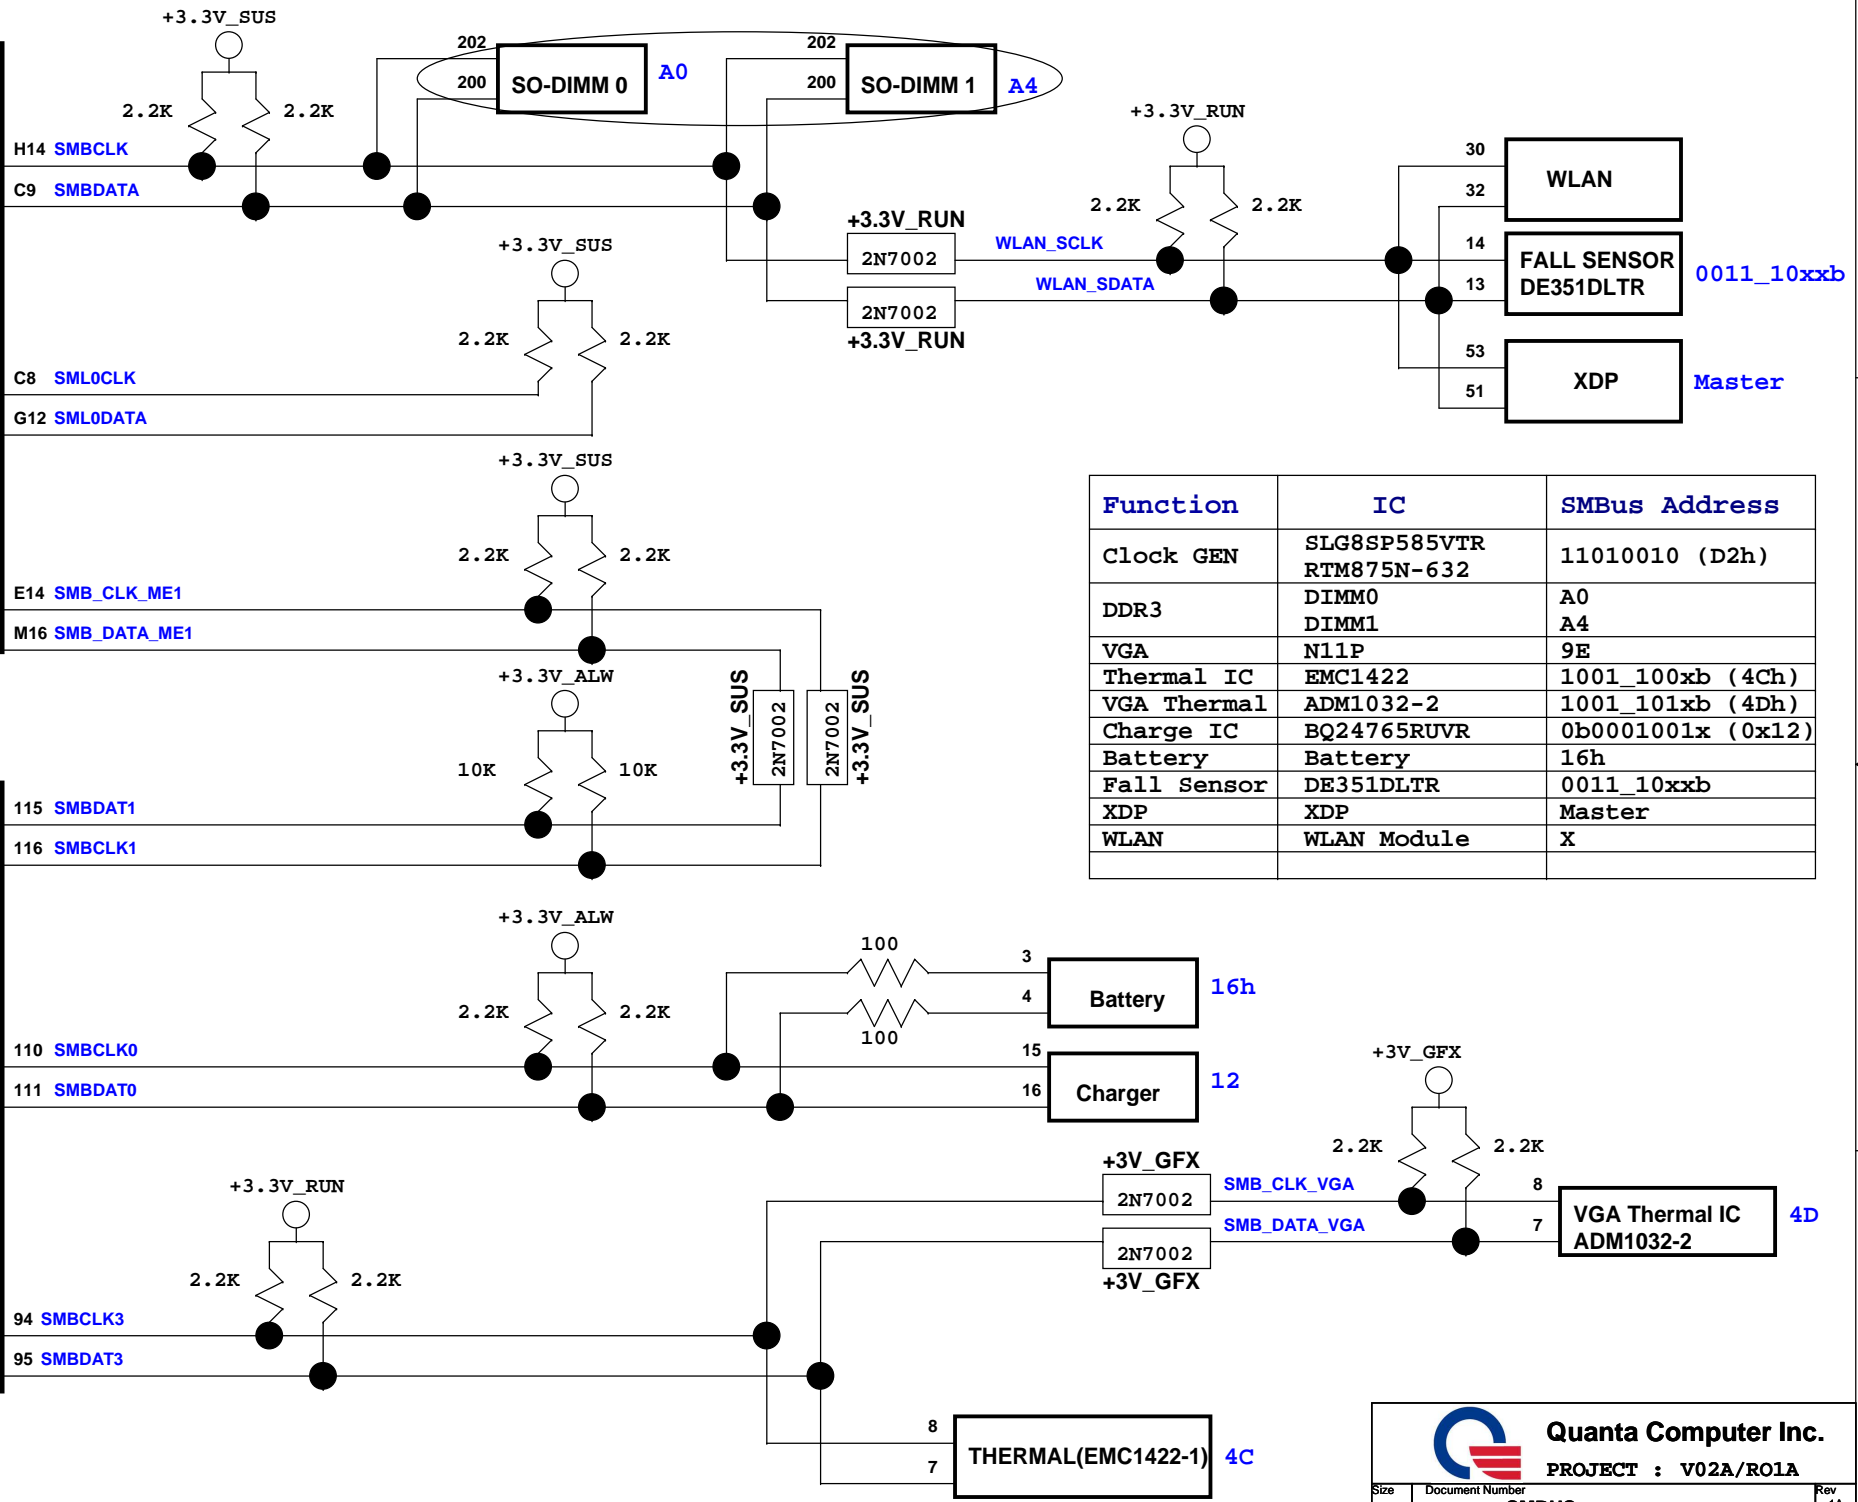 +3.3V_SUS
2.2K
2.2K
202
200
SO-DIMM 0
A0
202
200
SO-DIMM 1
A4
H14 SMBCLK
C9 SMBDATA
+3.3V_RUN
2.2K
2.2K
+3.3V_RUN
2N7002
WLAN_SCLK
WLAN_SDATA
2N7002
+3.3V_RUN
30
32
WLAN
14
13
FALL SENSOR
DE351DLTR
0011_10xxb
53
51
XDP
Master
+3.3V_SUS
2.2K
2.2K
C8 SML0CLK
G12 SML0DATA
+3.3V_SUS
2.2K
2.2K
E14 SMB_CLK_ME1
M16 SMB_DATA_ME1
+3.3V_ALW
10K
10K
+3.3V_SUS
2N7002
2N7002
+3.3V_SUS
115 SMBDAT1
116 SMBCLK1
Function IC SMBus Address
Clock GEN SLG8SP585VTR 11010010 (D2h)
RTM875N-632
DDR3 DIMM0 A0
DIMM1 A4
VGA N11P 9E
Thermal IC EMC1422 1001_100xb (4Ch)
VGA Thermal ADM1032-2 1001_101xb (4Dh)
Charge IC BQ24765RUVR 0b0001001x (0x12)
Battery Battery 16h
Fall Sensor DE351DLTR 0011_10xxb
XDP XDP Master
WLAN WLAN Module X
+3.3V_ALW
2.2K
2.2K
100
100
3
4
Battery
16h
110 SMBCLK0
111 SMBDAT0
15
16
Charger
12
+3V_GFX
2.2K
2.2K
+3V_GFX
2N7002
SMB_CLK_VGA
SMB_DATA_VGA
2N7002
+3V_GFX
8
7
VGA Thermal IC
ADM1032-2
4D
+3.3V_RUN
2.2K
2.2K
94 SMBCLK3
95 SMBDAT3
8
7
THERMAL(EMC1422-1)
4C
Quanta Computer Inc.
PROJECT : V02A/RO1A
Size Document Number Rev